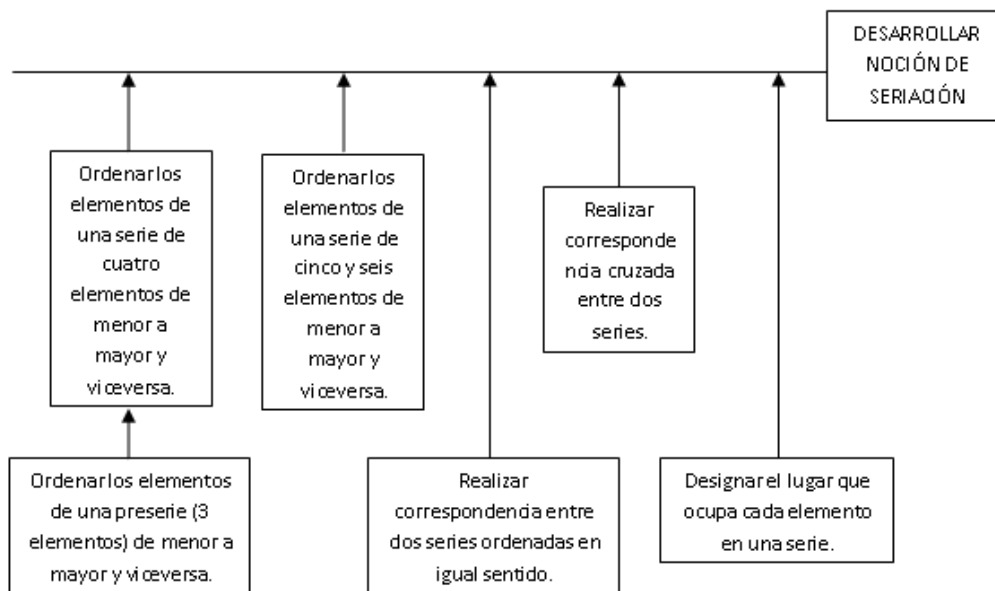 DESARROLLAR
NOCIÓN DE
SERIACIÓN
Ordenar los
elementos de
una serie de
cuatro
elementos de
menor a
mayor y
viceversa.
Ordenar los
elementos de
una serie de
cinco y seis
elementos de
menor a
mayor y
viceversa.
Realizar
corresponde
ncia cruzada
entre dos
series.
Ordenar los elementos
de una preserie (3
elementos) de menor a
mayor y viceversa.
Realizar
correspondencia entre
dos series ordenadas en
igual sentido.
Designar el lugar que
ocupa cada elemento
en una serie.